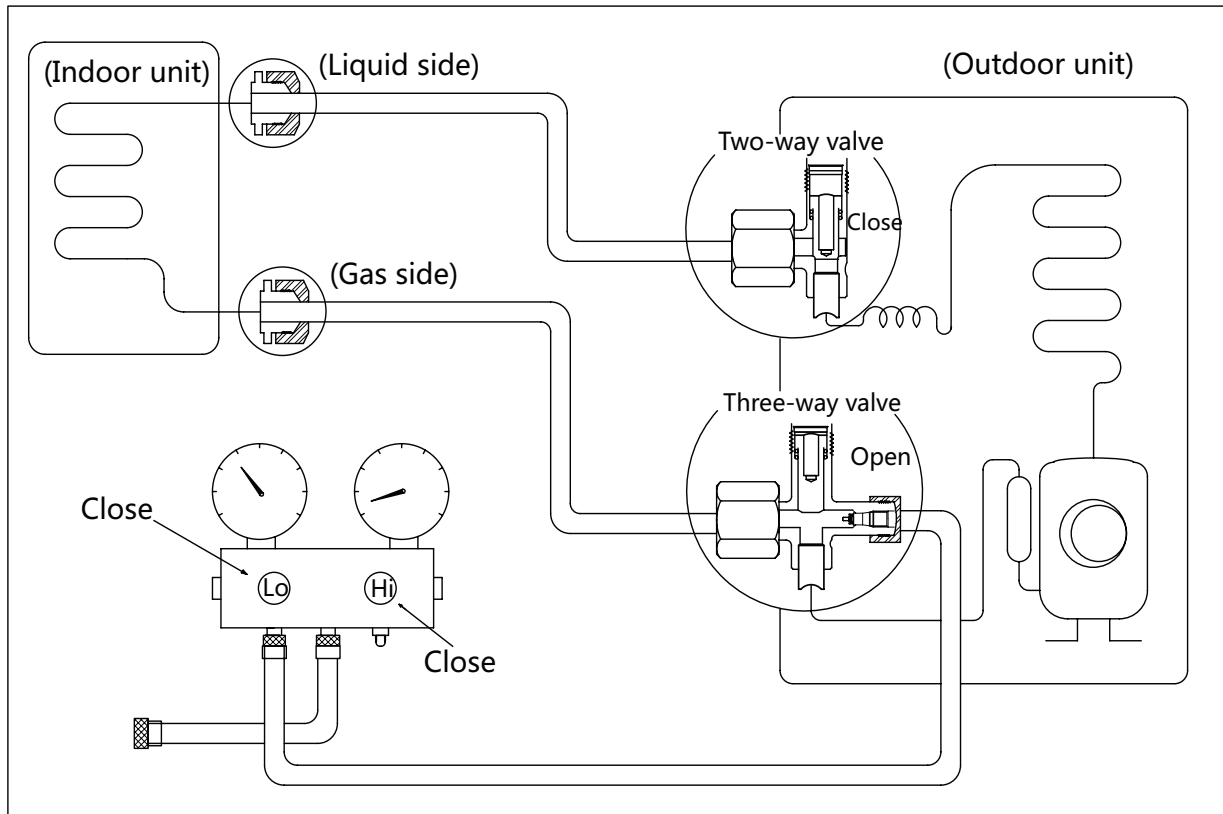 (Indoor unit)
(Liquid side)
(Outdoor unit)
Two-way valve
Close
(Gas side)
Three-way valve
Open
Close
Lo
Hi
Close